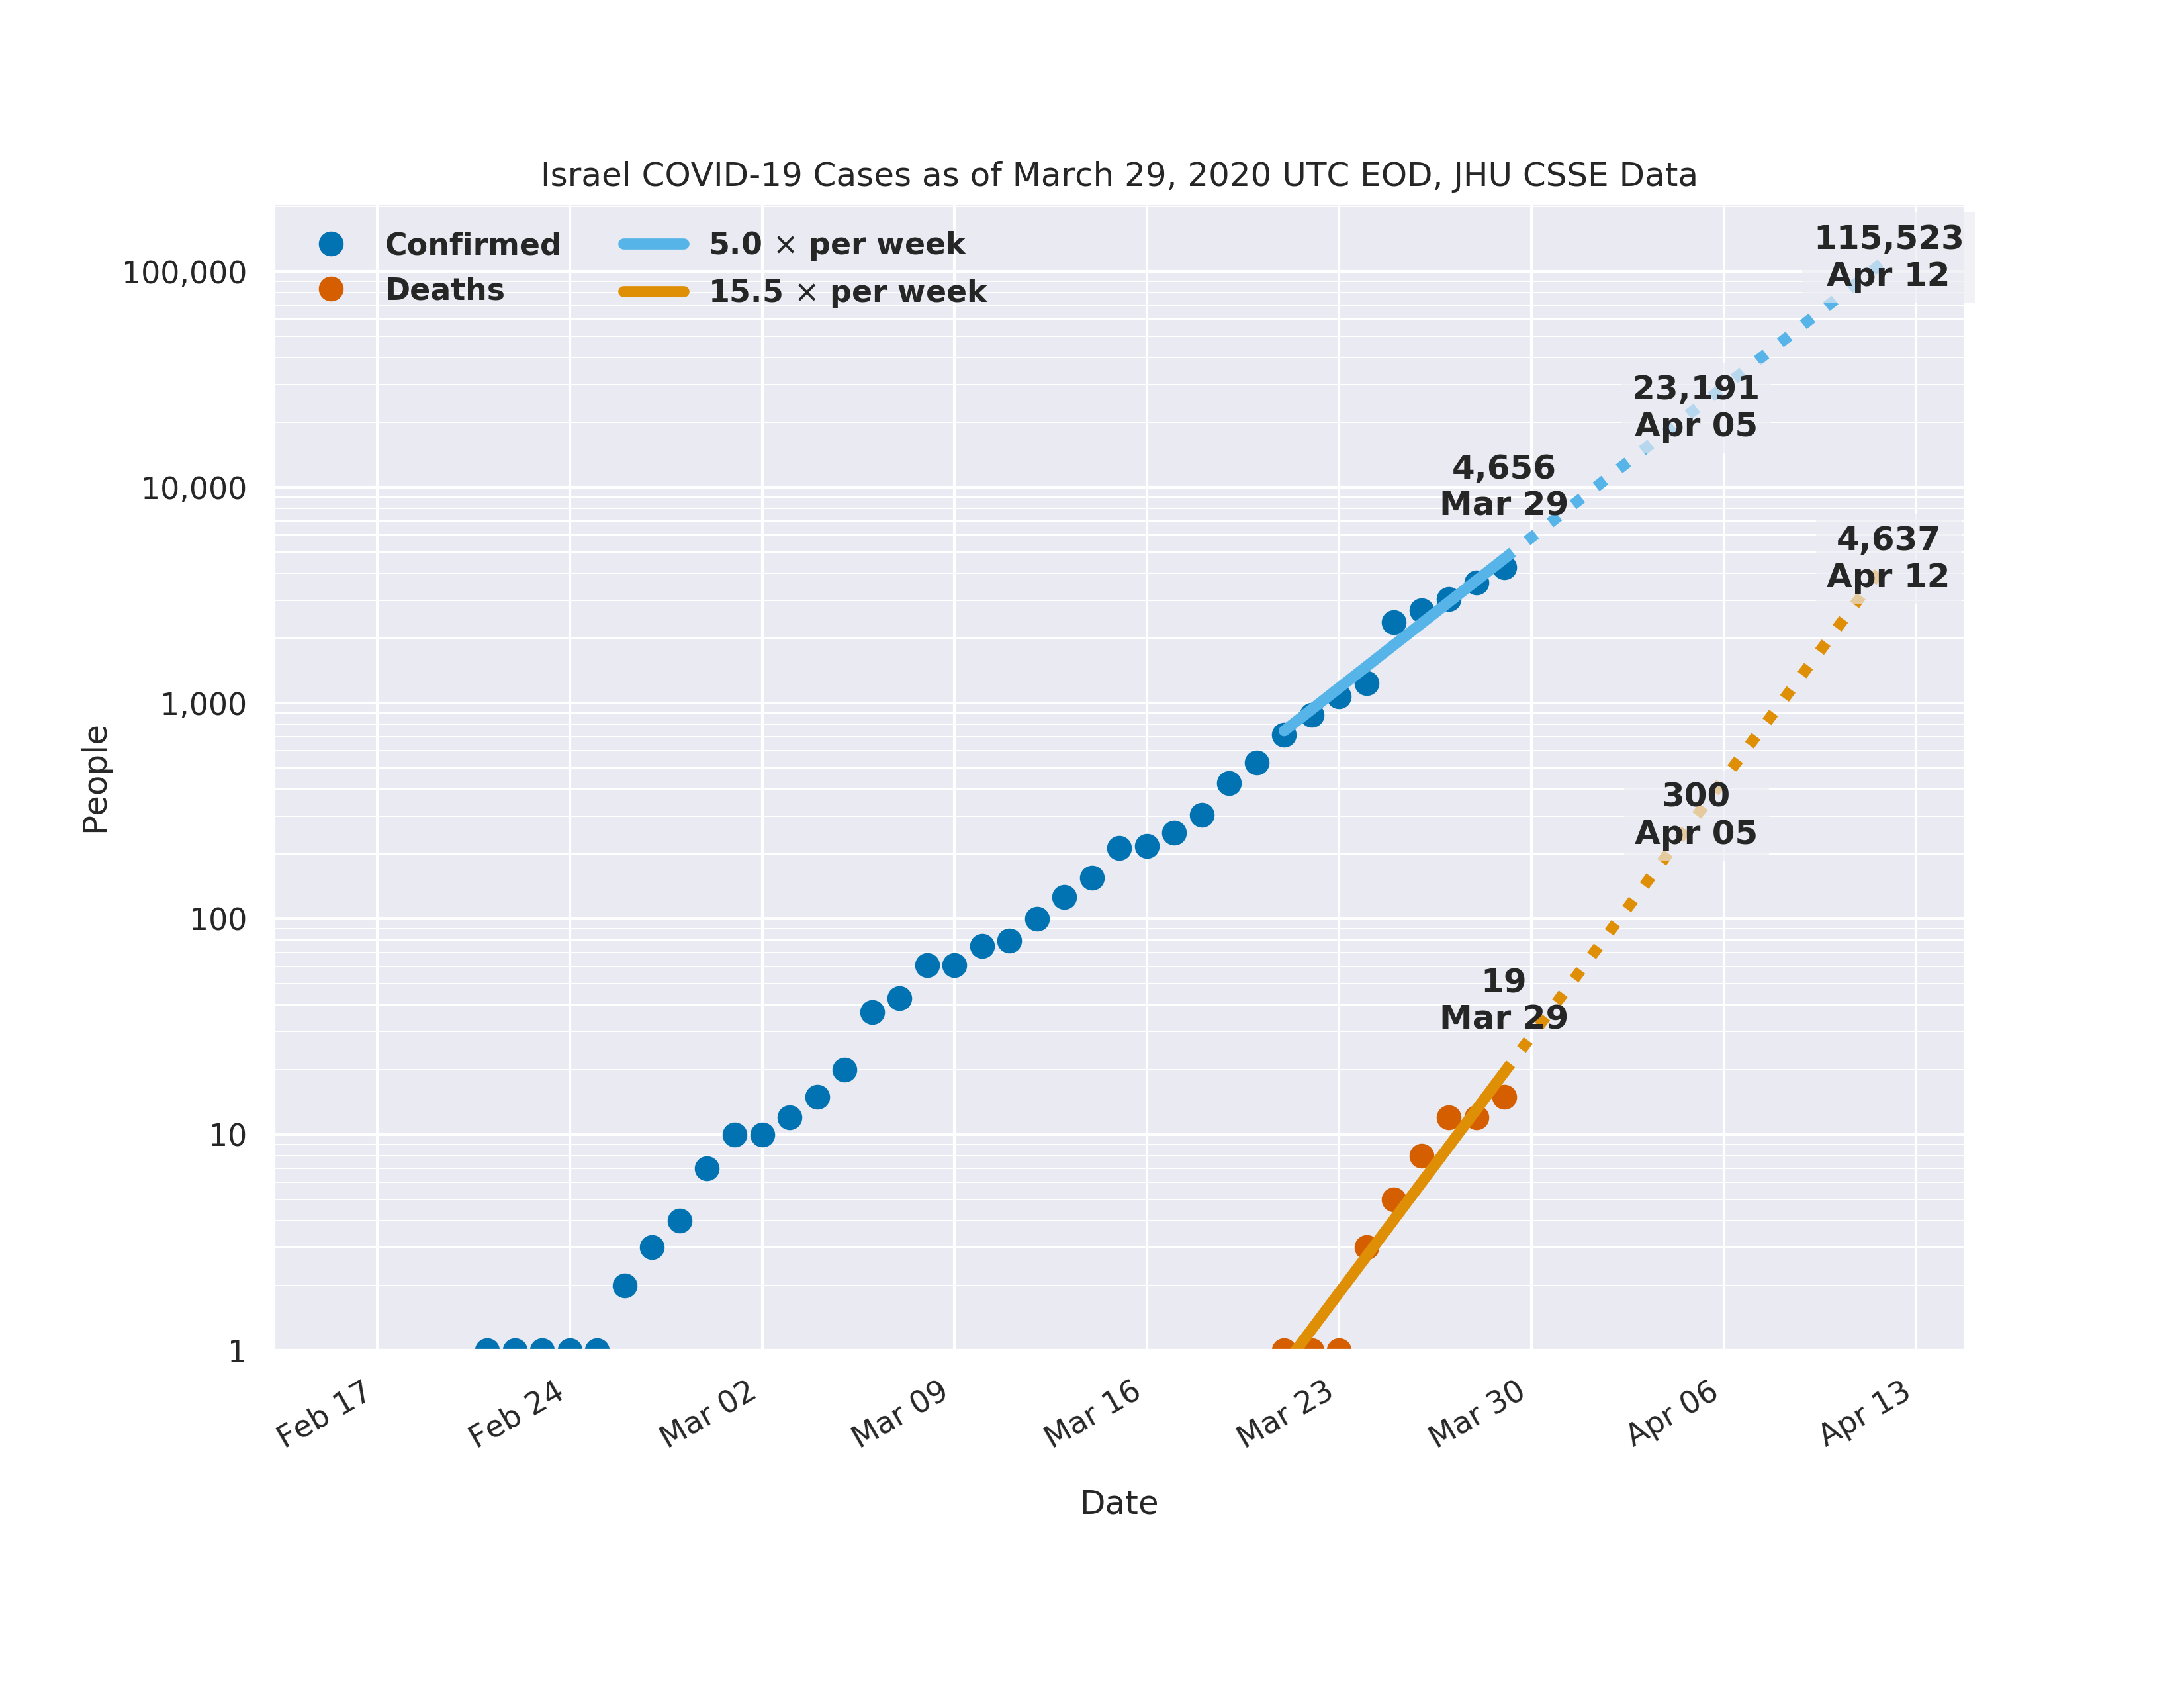 Israel COVID-19 Cases as of March 29, 2020 UTC EOD, JHU CSSE Data
Confirmed
Deaths
5.0 × per week
15.5 × per week
115,523
Apr 12
23,191
Apr 05
4,656
Mar 29
4,637
Apr 12
300
Apr 05
19
Mar 29
People
100,000
10,000
1,000
100
10
1
Feb 17
Feb 24
Mar 02
Mar 09
Mar 16
Mar 23
Mar 30
Apr 06
Apr 13
Date